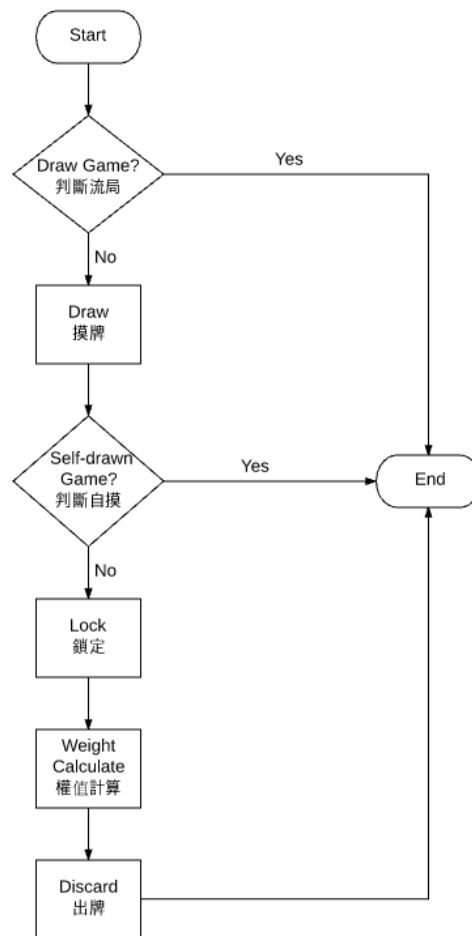 Start
Draw Game?
判斷流局
Yes
No
Draw
摸牌
Self-drawn
Game?
判斷自摸
Yes
End
No
Lock
鎖定
Weight
Calculate
權值計算
Discard
出牌